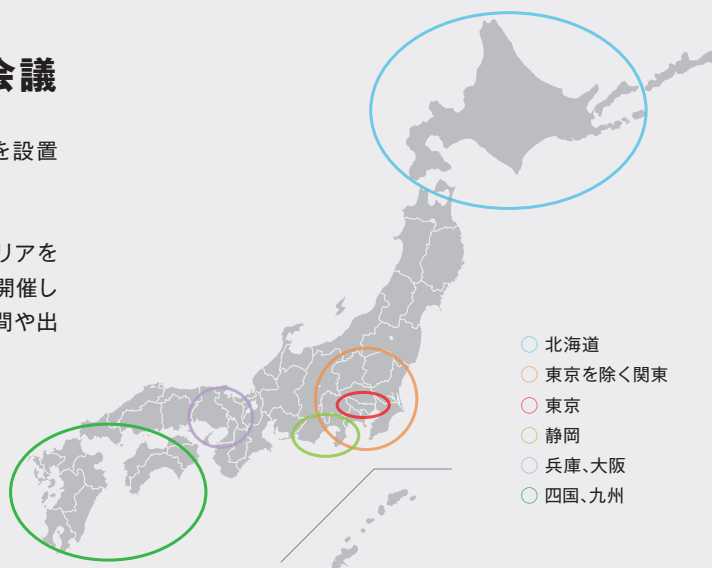 会議
を設置
リアを
開催し
間や出
北海道
東京を除く関東
東京
静岡
兵庫、大阪
四国、九州